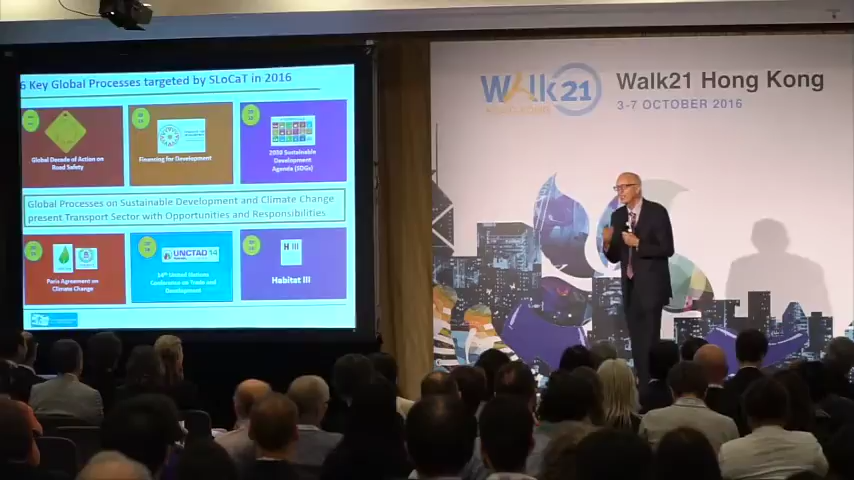 6 Key Global Processes targeted by SLoCaT in 2016
Global Decade of Action on
Road Safety
Financing for Development
2030 Sustainable
Development
Agenda (SDGs)
Global Processes on Sustainable Development and Climate Change
present Transport Sector with Opportunities and Responsibilities
Paris Agreement on
Climate Change
UNCTAD 14
14th United Nations
Conference on Trade and
Development
H III
Habitat III
Walk21
HONG KONG
Walk21 Hong Kong
3-7 OCTOBER 2016